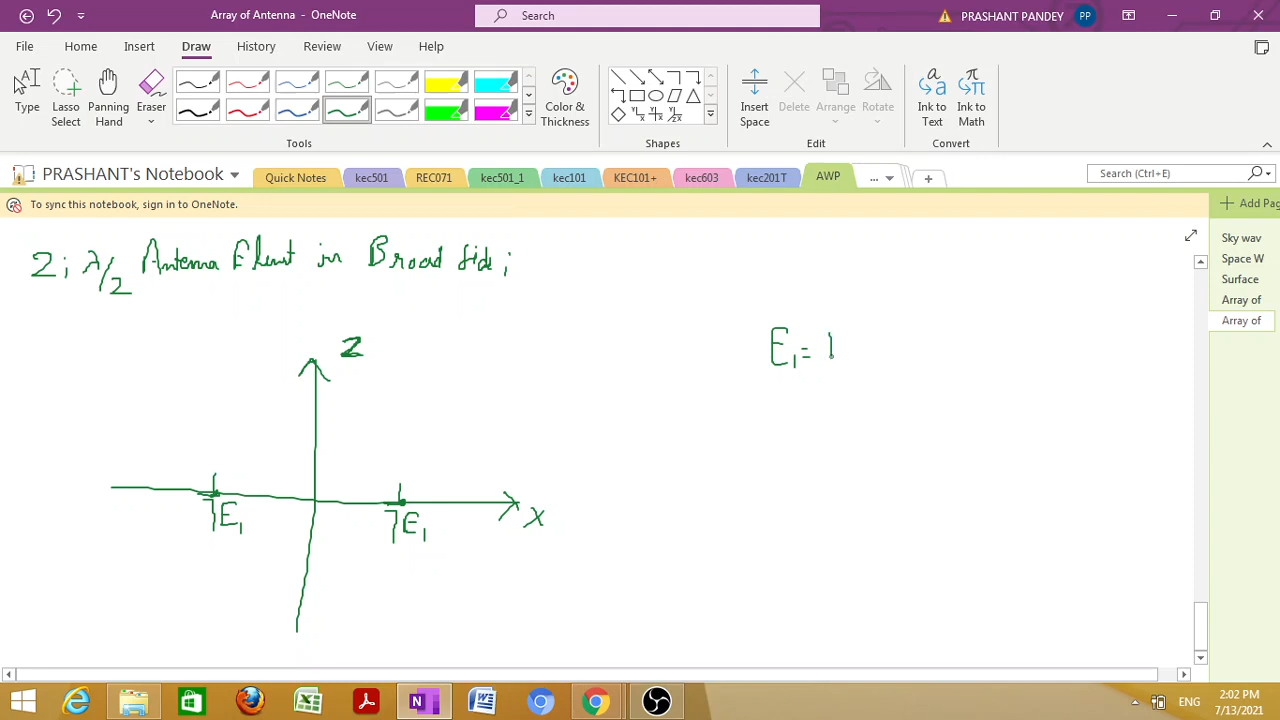 Array of Antenna - OneNote
Search
PRASHANT PANDEY
PP
File Home Insert Draw History Review View Help
Type
Lasso Select
Panning Hand
Eraser
Color & Thickness
Insert Space
Delete
Arrange
Rotate
Ink to Text
Ink to Math
Tools
Shapes
Edit
Convert
PRASHANT's Notebook
Quick Notes
kec501
REC071
kec501_1
kec101
KEC101+
kec603
kec201T
AWP
...
Search (Ctrl+E)
To sync this notebook, sign in to OneNote.
Add Pag
Sky wav
Space W
Surface
Array of
Array of
2; λ/2 Antenna Elemt in Broad Side;
Z
E₁ = 1
E₁
E₁
X
ENG
2:02 PM
7/13/2021